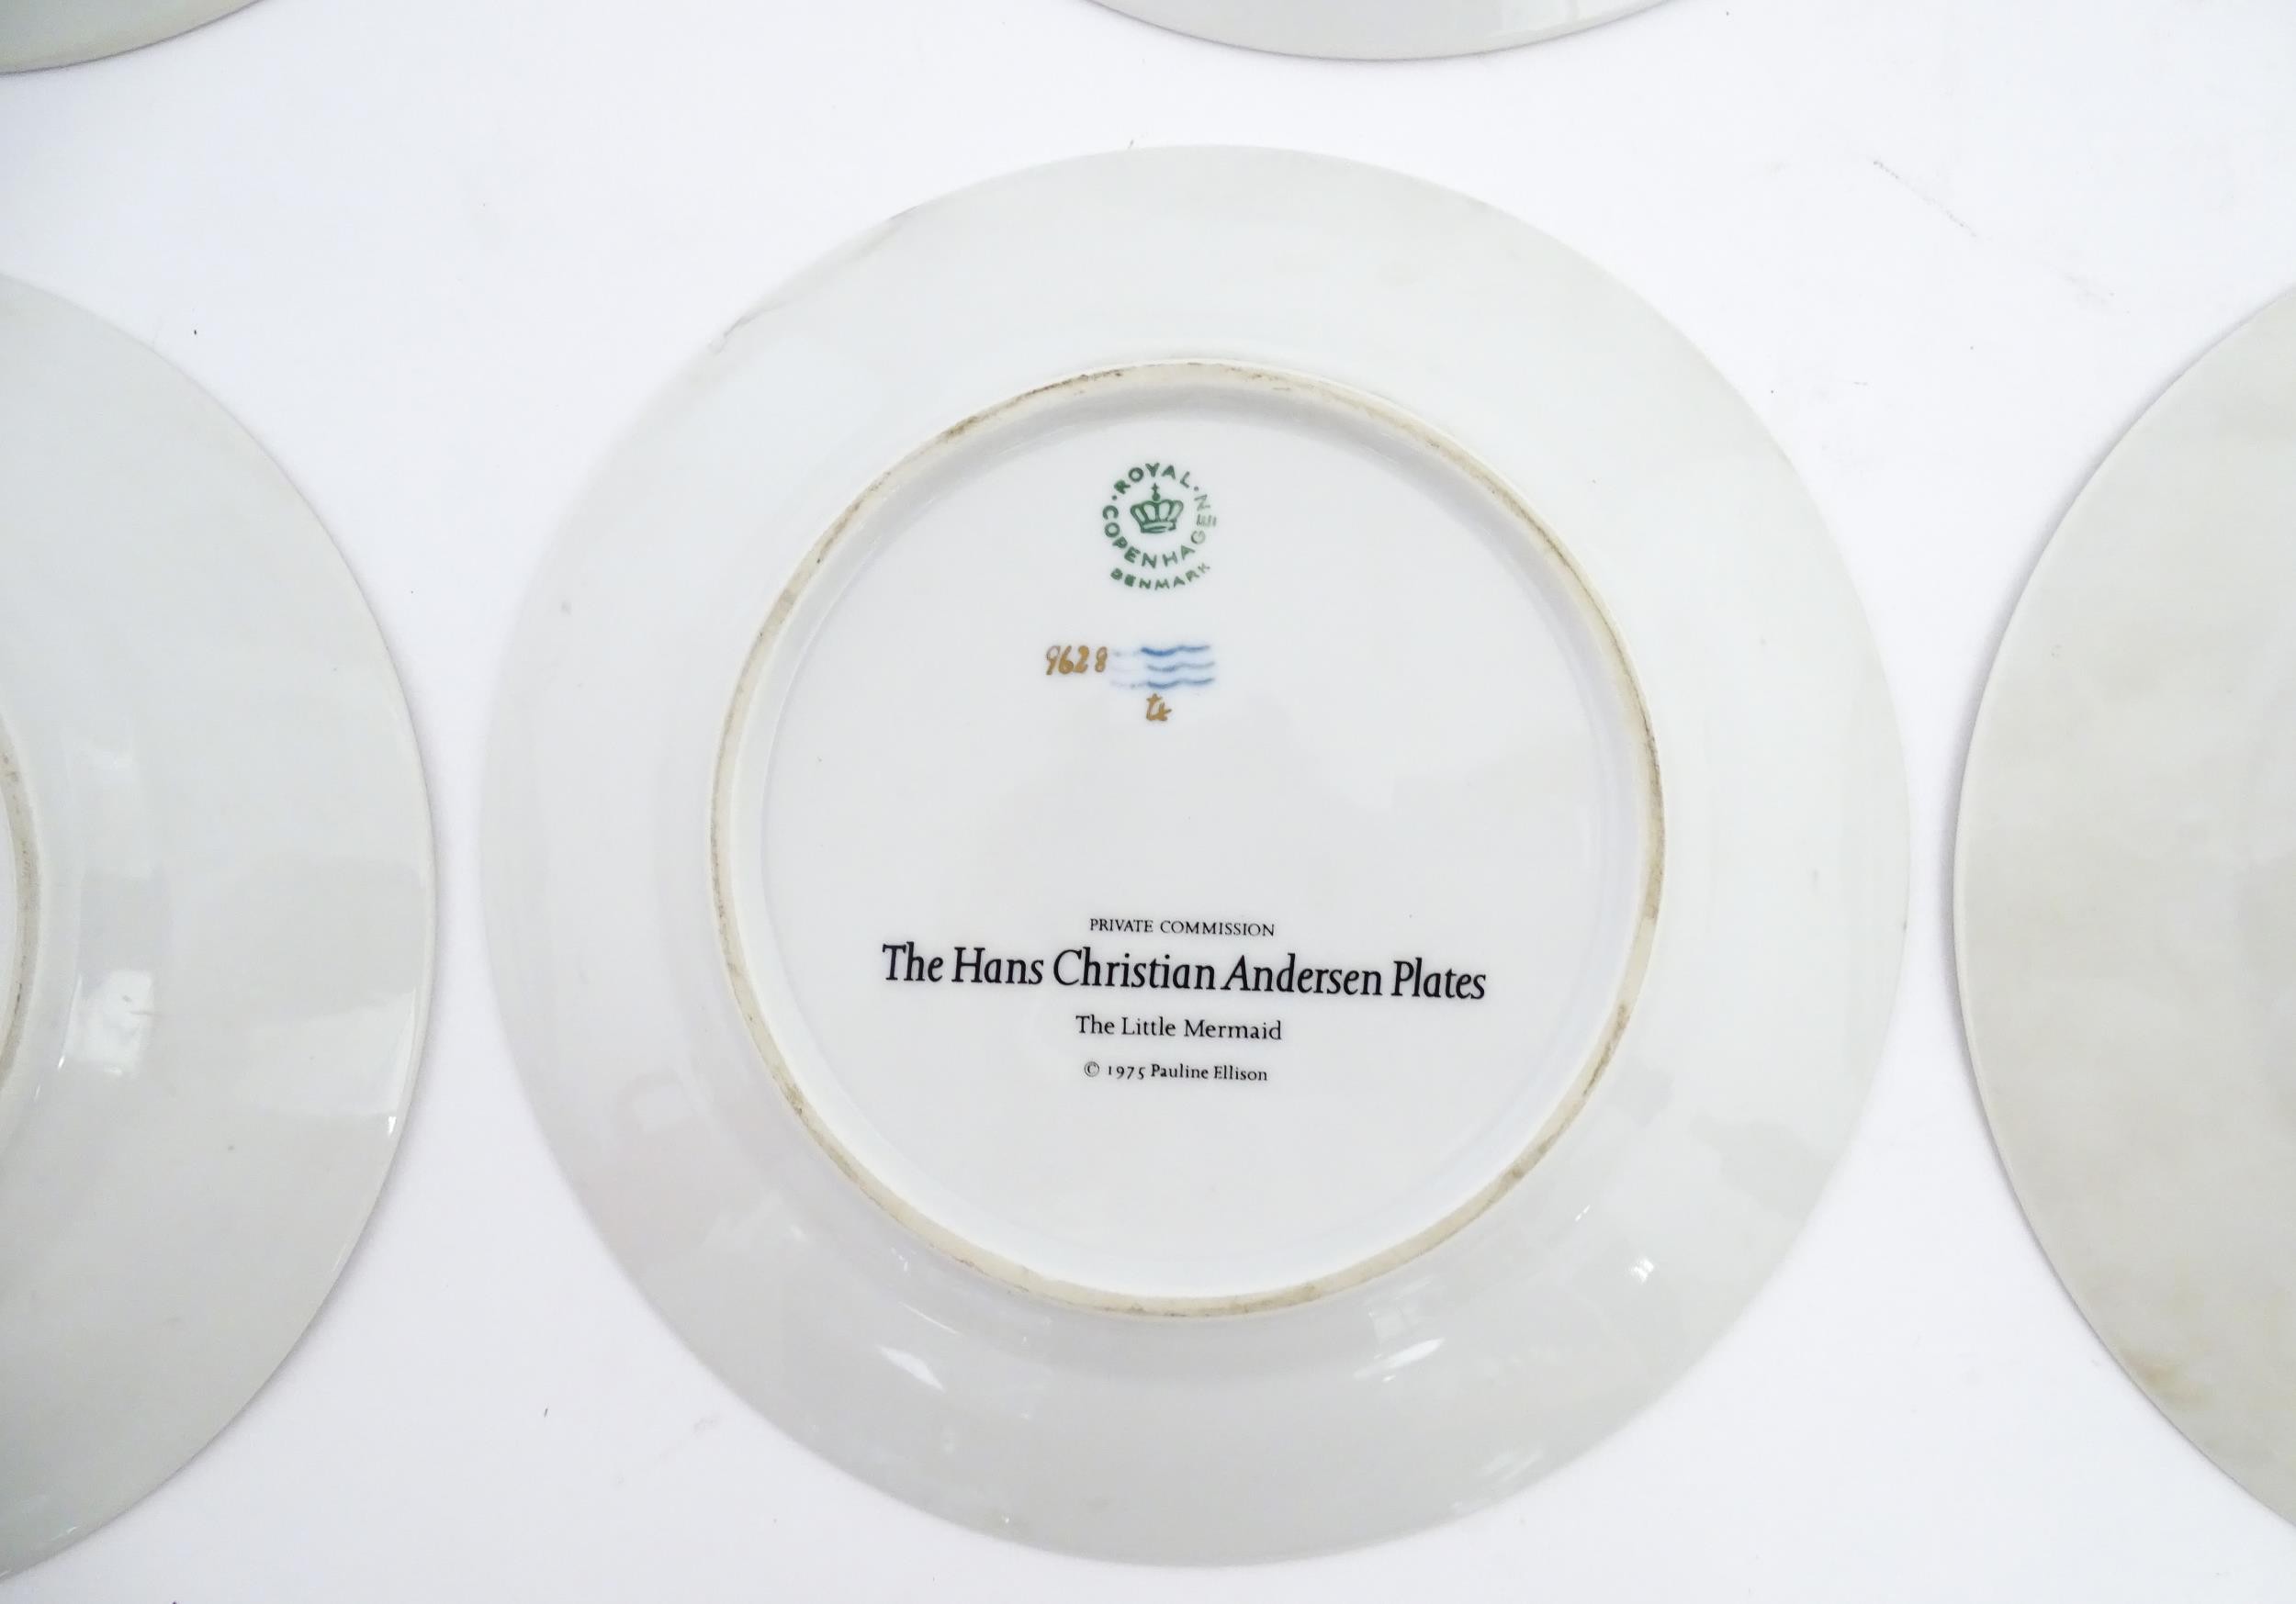 ROYAL · COPENHAGEN ·
DENMARK
9628
PRIVATE COMMISSION
The Hans Christian Andersen Plates
The Little Mermaid
© 1975 Pauline Ellison